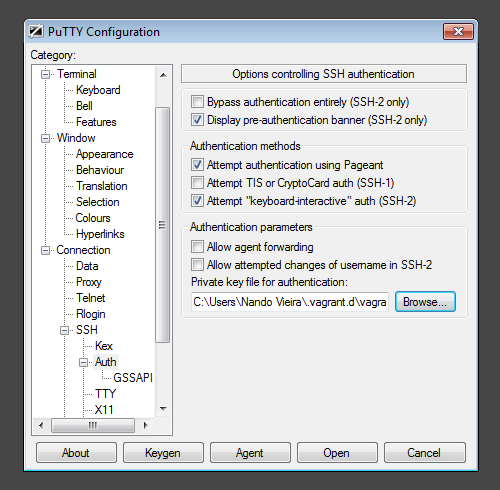 PuTTY Configuration
Category:
Terminal
Keyboard
Bell
Features
Window
Appearance
Behaviour
Translation
Selection
Colours
Hyperlinks
Connection
Data
Proxy
Telnet
Rlogin
SSH
Kex
Auth
GSSAPI
TTY
X11
Options controlling SSH authentication
Bypass authentication entirely (SSH-2 only)
Display pre-authentication banner (SSH-2 only)
Authentication methods
Attempt authentication using Pageant
Attempt TIS or CryptoCard auth (SSH-1)
Attempt "keyboard-interactive" auth (SSH-2)
Authentication parameters
Allow agent forwarding
Allow attempted changes of username in SSH-2
Private key file for authentication:
C:\Users\Nando Vieira\.vagrant.d\vagra
Browse...
About
Keygen
Agent
Open
Cancel